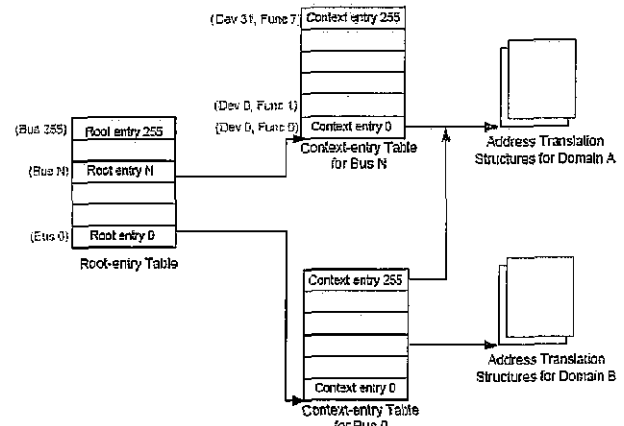 (Dev 31, Func 7) Context entry 255
(Dev 0, Func 1)
(Dev 0, Func 0) Context entry 0
Context-entry Table
for Bus N
Address Translation
Structures for Domain A
(Bus 255) Root entry 255
(Bus N) Root entry N
(Bus 0) Root entry 0
Root-entry Table
Context entry 255
Context entry 0
Context-entry Table
for Bus 0
Address Translation
Structures for Domain B